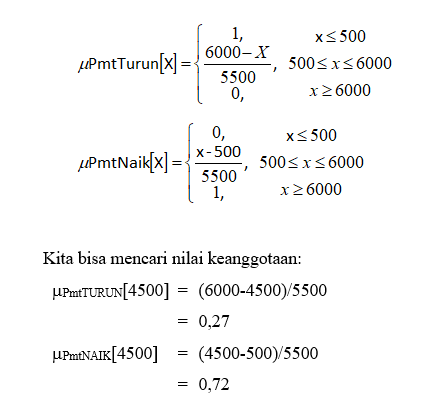 1, x ≤ 500
μPmtTurun[X] = { (6000 – X)/5500, 500 ≤ x ≤ 6000
0, x ≥ 6000
0, x ≤ 500
μPmtNaik[X] = { (x-500)/5500, 500 ≤ x ≤ 6000
1, x ≥ 6000
Kita bisa mencari nilai keanggotaan:
μPmtTURUN[4500] = (6000-4500)/5500
= 0,27
μPmtNAIK[4500] = (4500-500)/5500
= 0,72